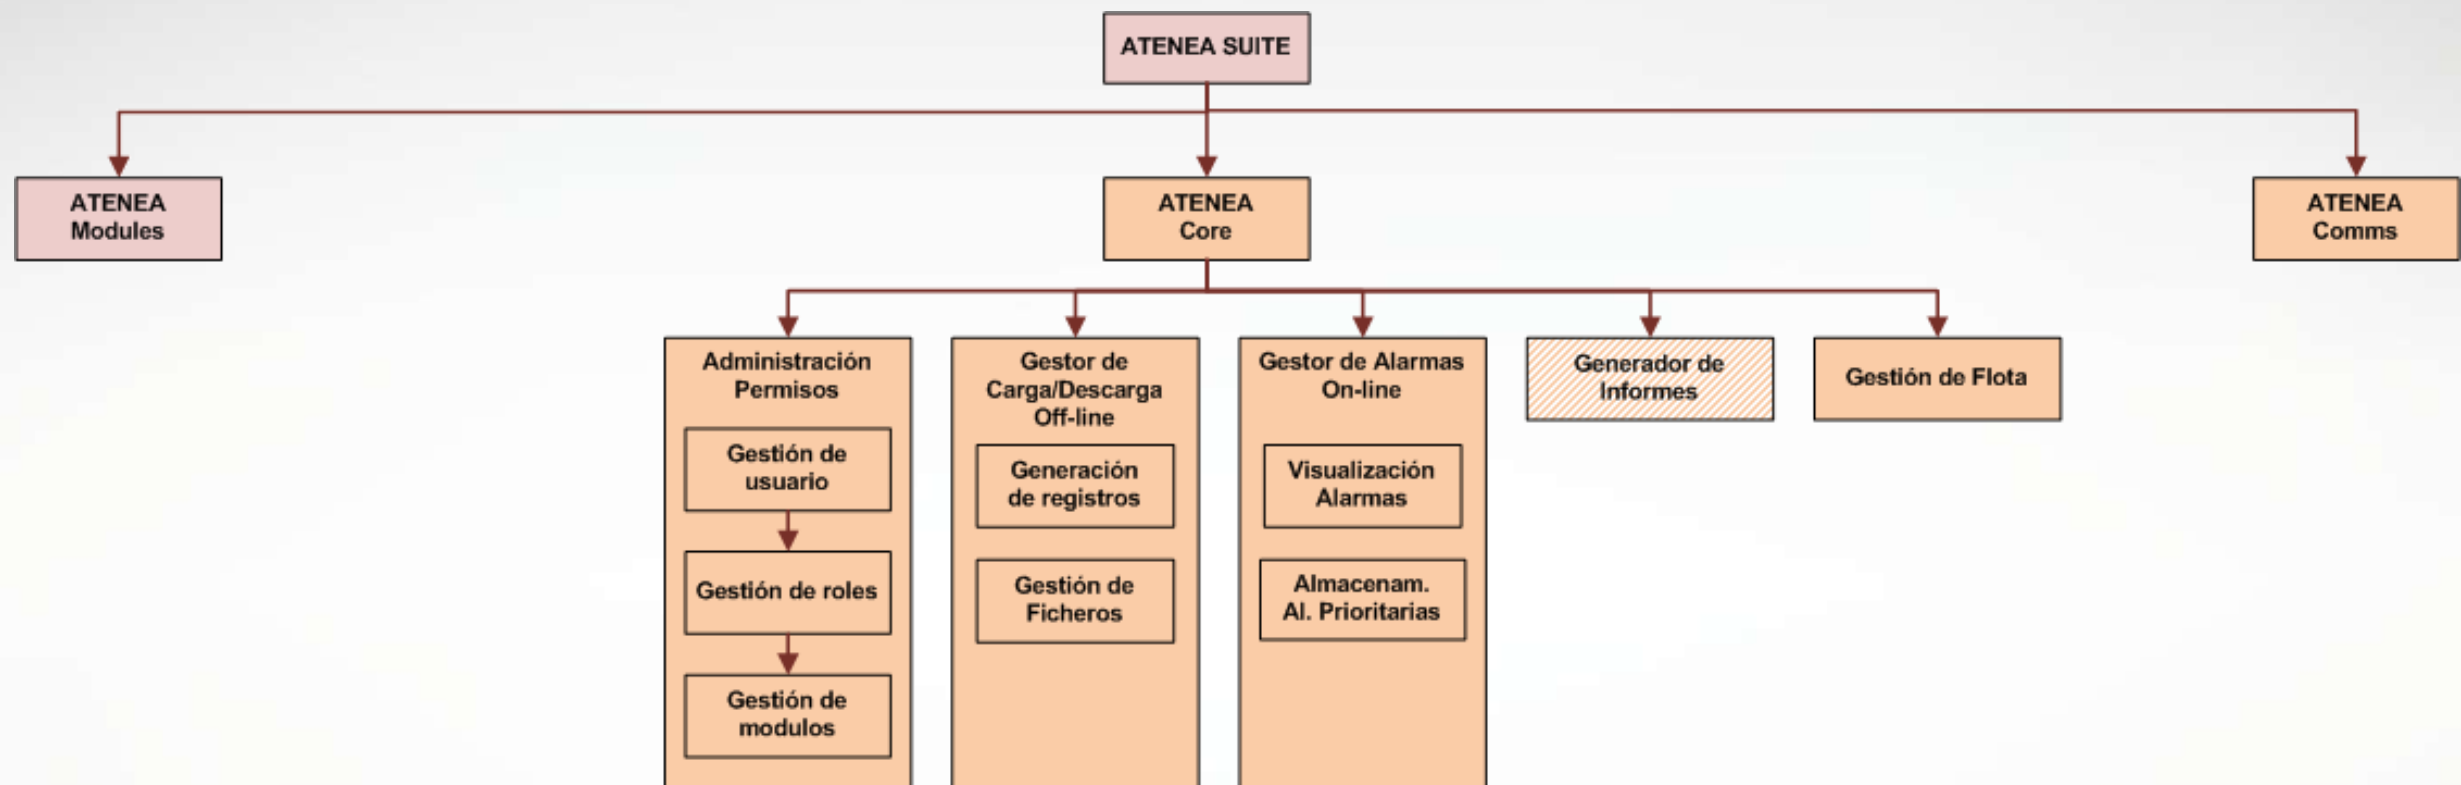 ATENEA SUITE
ATENEA
Modules
ATENEA
Core
ATENEA
Comms
Administración
Permisos
Gestión de
usuario
Gestión de roles
Gestión de
modulos
Gestor de
Carga/Descarga
Off-line
Generación
de registros
Gestión de
Ficheros
Gestor de Alarmas
On-line
Visualización
Alarmas
Almacenam.
Al. Prioritarias
Generador de
Informes
Gestión de Flota